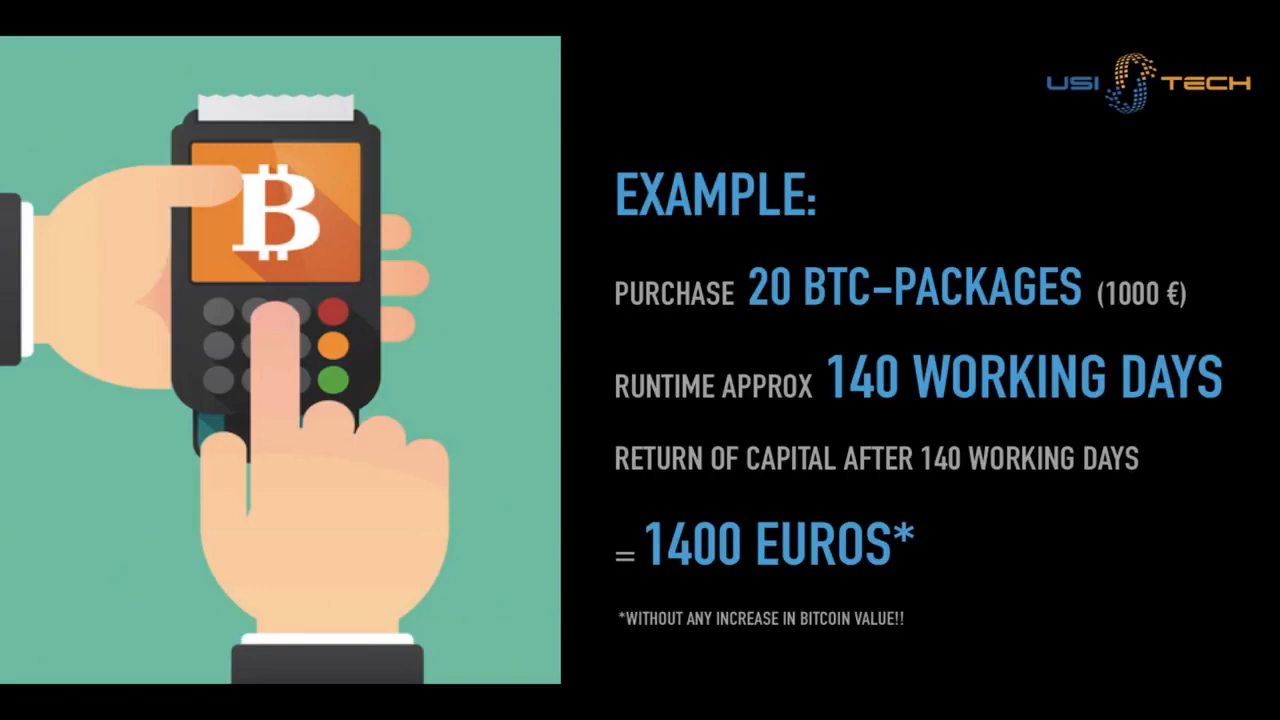 USI TECH
EXAMPLE:
PURCHASE 20 BTC-PACKAGES (1000 €)
RUNTIME APPROX 140 WORKING DAYS
RETURN OF CAPITAL AFTER 140 WORKING DAYS
= 1400 EUROS*
*WITHOUT ANY INCREASE IN BITCOIN VALUE!!